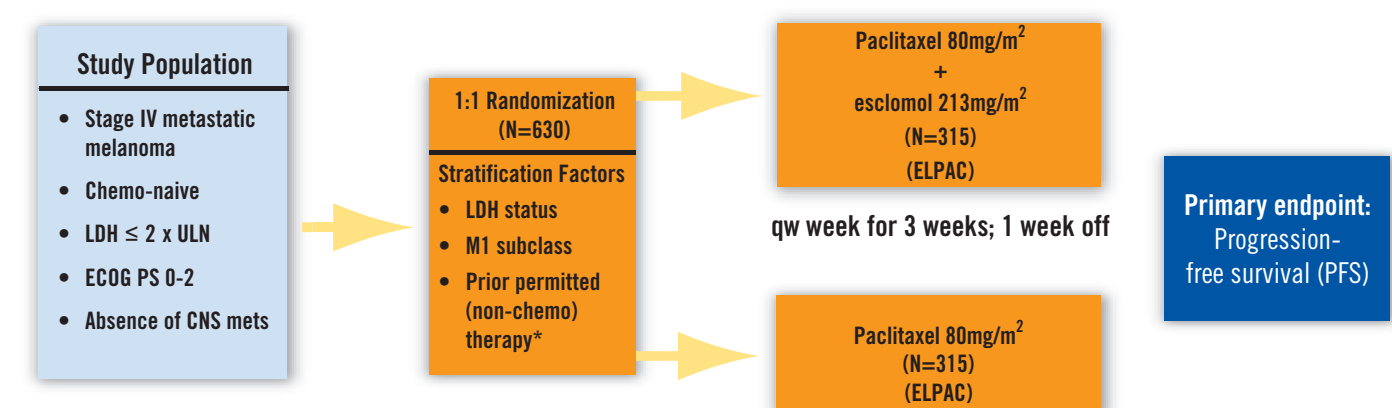 Study Population
• Stage IV metastatic
melanoma
• Chemo-naive
• LDH ≤ 2 x ULN
• ECOG PS 0-2
• Absence of CNS mets
1:1 Randomization
(N=630)
Stratification Factors
• LDH status
• M1 subclass
• Prior permitted
(non-chemo)
therapy*
Paclitaxel 80mg/m²
+
esclomol 213mg/m²
(N=315)
(ELPAC)
qw week for 3 weeks; 1 week off
Paclitaxel 80mg/m²
(N=315)
(ELPAC)
Primary endpoint:
Progression-
free survival (PFS)